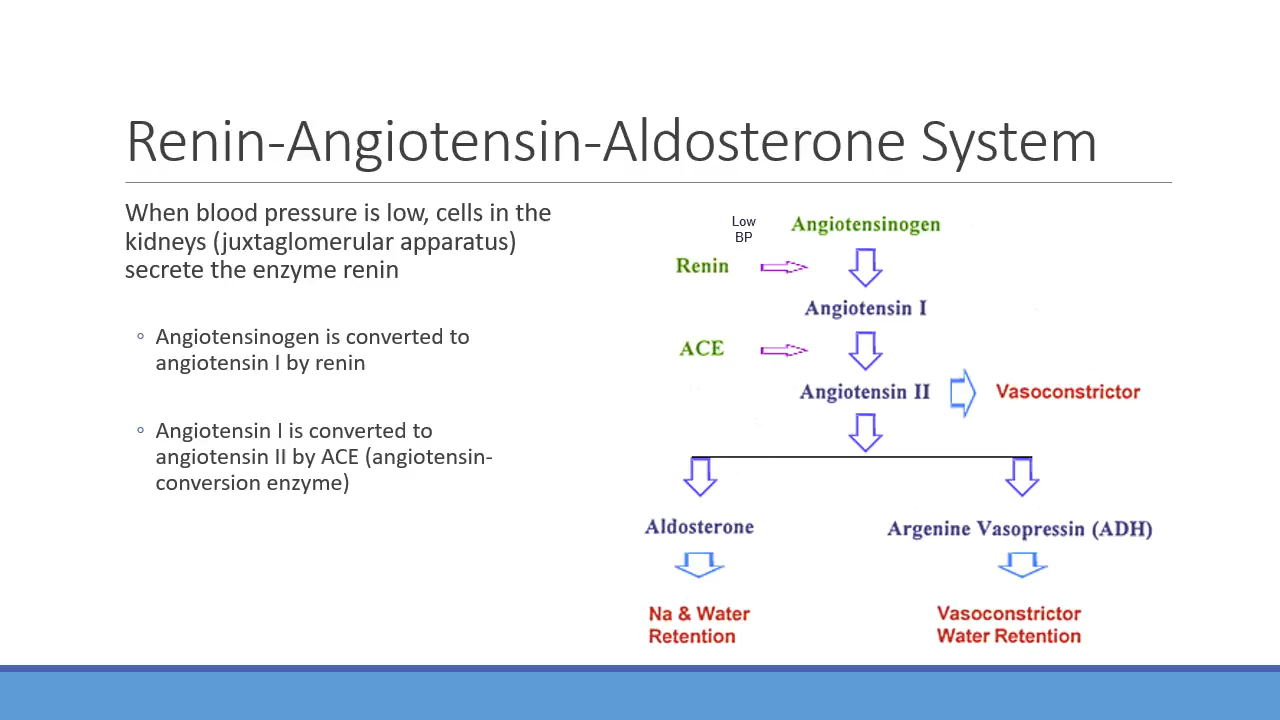 Renin-Angiotensin-Aldosterone System
When blood pressure is low, cells in the
kidneys (juxtaglomerular apparatus)
secrete the enzyme renin
◦ Angiotensinogen is converted to
angiotensin I by renin
◦ Angiotensin I is converted to
angiotensin II by ACE (angiotensin-
conversion enzyme)
Low
BP
Angiotensinogen
Renin
Angiotensin I
ACE
Angiotensin II
Vasoconstrictor
Aldosterone
Argenine Vasopressin (ADH)
Na & Water
Retention
Vasoconstrictor
Water Retention